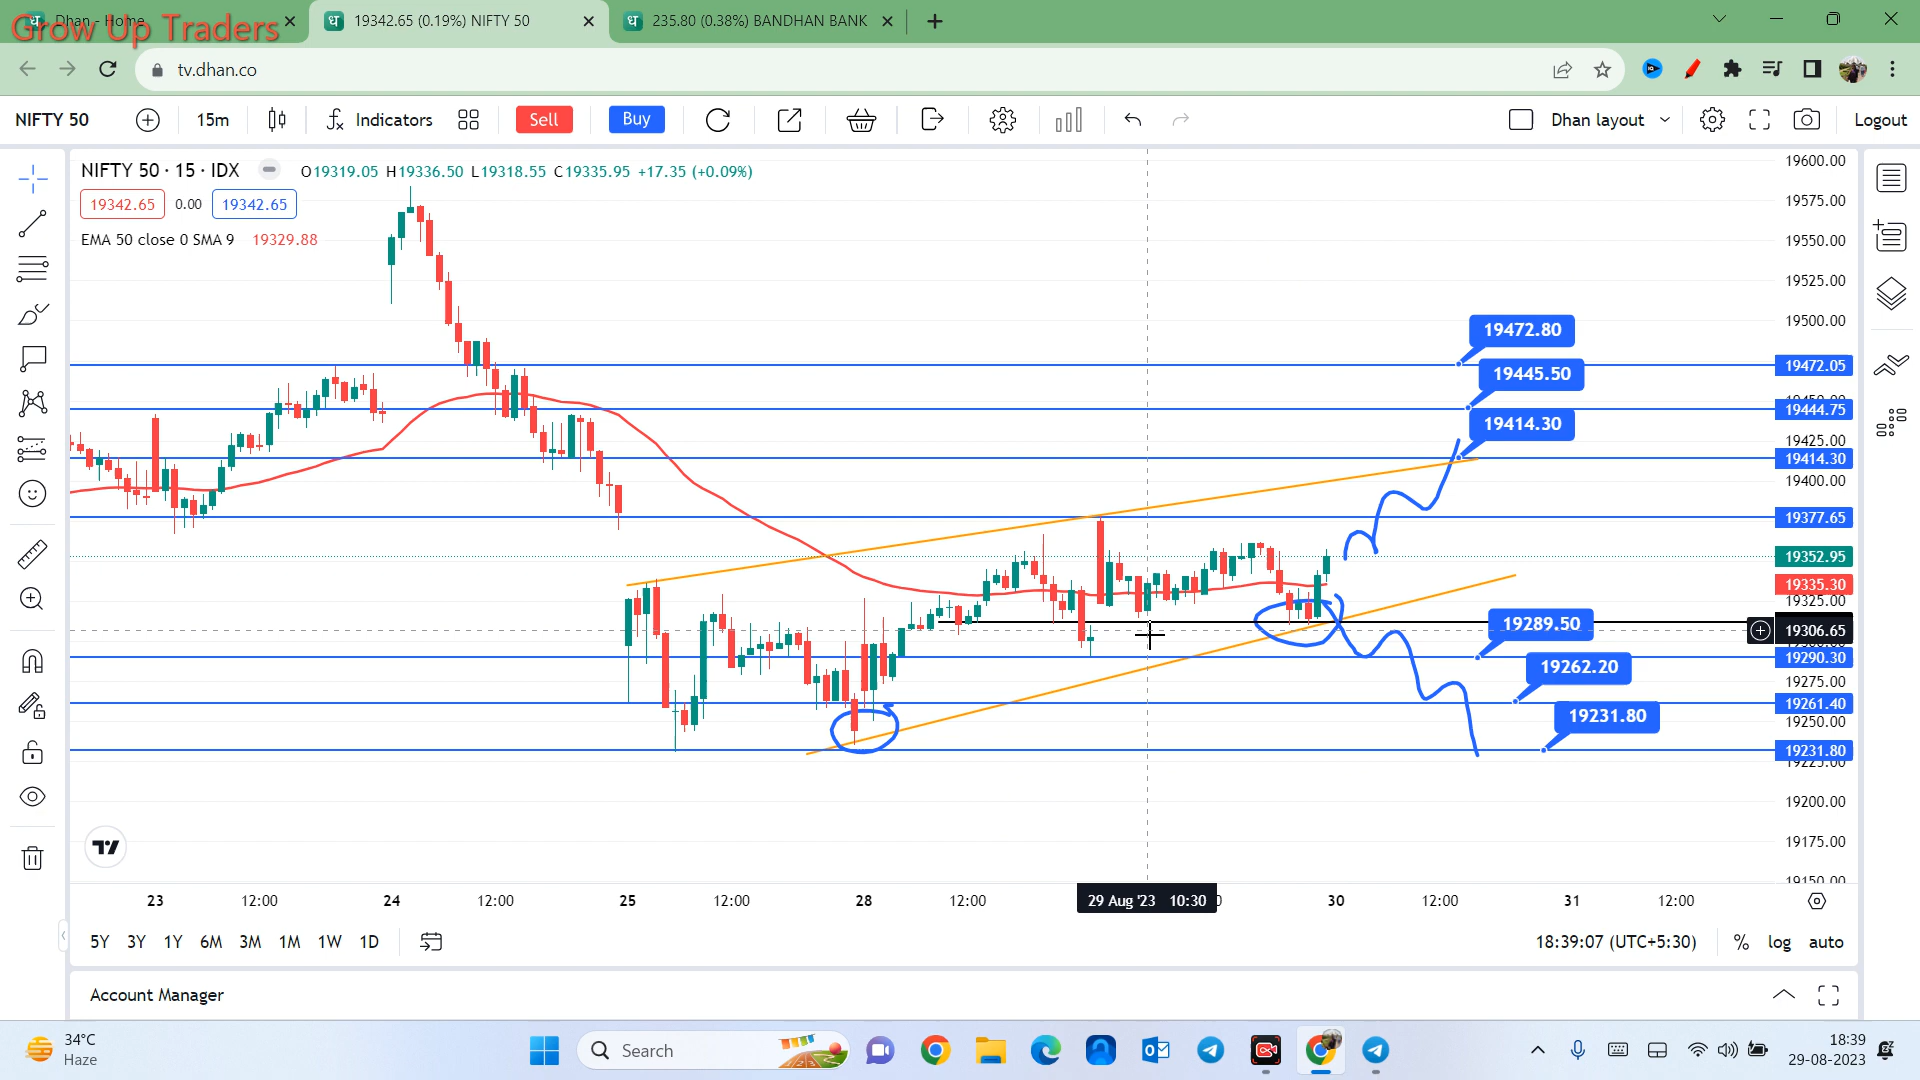 Dhan - Home
Grow Up Traders
19342.65 (0.19%) NIFTY 50
235.80 (0.38%) BANDHAN BANK
tv.dhan.co
NIFTY 50
15m
Indicators
Sell
Buy
Dhan layout
Logout
NIFTY 50 · 15 · IDX
O19319.05 H19336.50 L19318.55 C19335.95 +17.35 (+0.09%)
19342.65
0.00
19342.65
EMA 50 close 0 SMA 9 19329.88
19472.80
19445.50
19414.30
19289.50
19262.20
19231.80
19600.00
19575.00
19550.00
19525.00
19500.00
19472.05
19444.75
19425.00
19414.30
19400.00
19377.65
19352.95
19335.30
19325.00
19306.65
19290.30
19275.00
19261.40
19250.00
19231.80
19225.00
19200.00
19175.00
19150.00
23
12:00
24
12:00
25
12:00
28
12:00
29 Aug '23 10:30
30
12:00
31
12:00
5Y 3Y 1Y 6M 3M 1M 1W 1D
18:39:07 (UTC+5:30)
%
log
auto
Account Manager
34°C
Haze
Search
18:39
29-08-2023